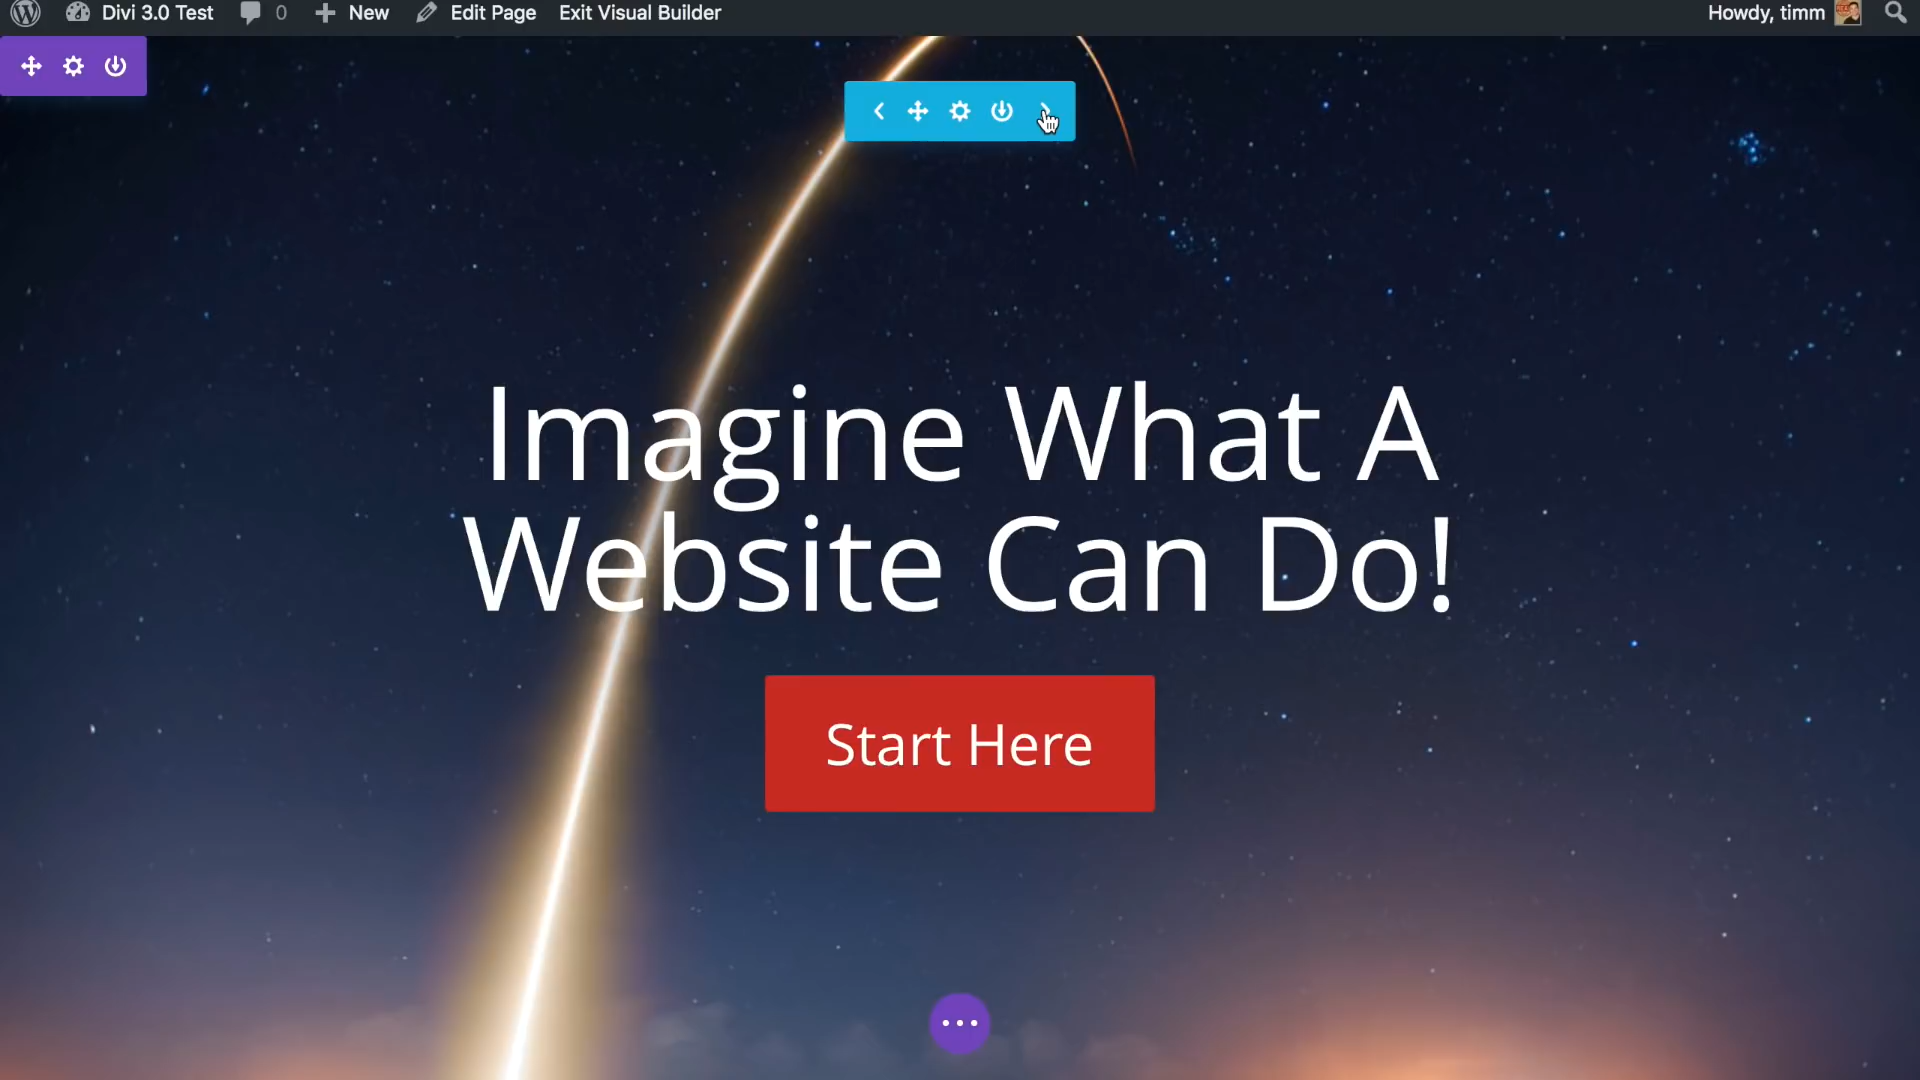 Divi 3.0 Test 0 New Edit Page Exit Visual Builder Howdy, timm
Imagine What A
Website Can Do!
Start Here